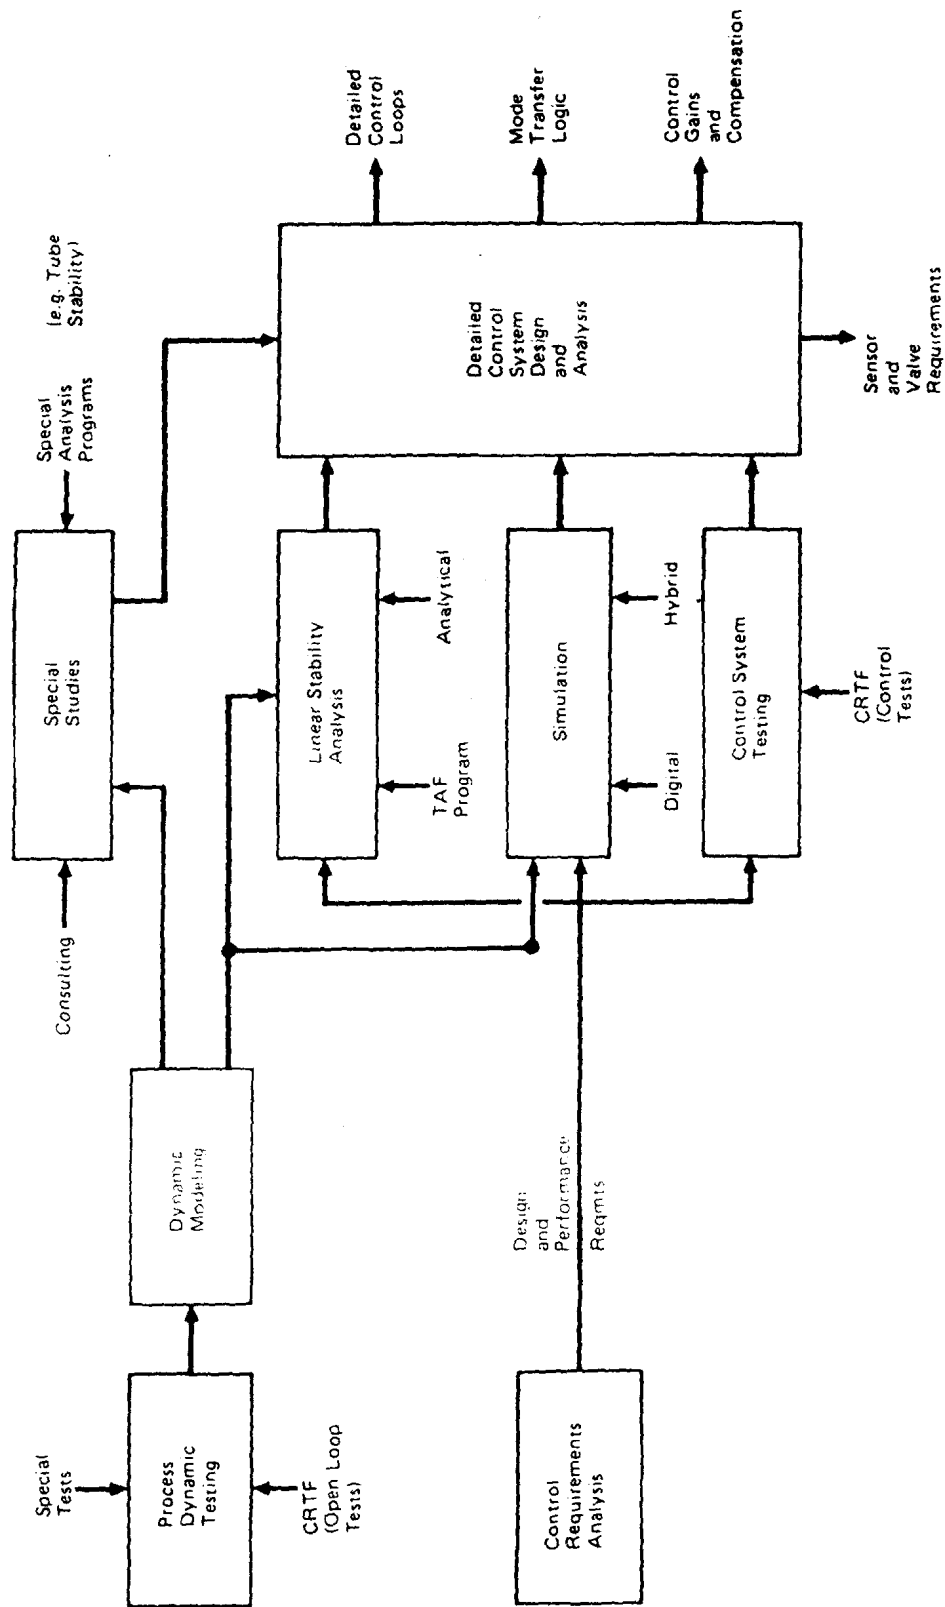 Special
Tests
Process
Dynamic
Testing
CRTF
(Open Loop
Tests)
Dynamic
Modeling
Consulting
Special
Studies
Special
Analysis
Programs
(e.g. Tube
Stability)
Control
Requirements
Analysis
Design
and
Performance
Reqmts
Linear Stability
Analysis
TAF
Program
Analytical
Simulation
Digital
Hybrid
Control System
Testing
CRTF
(Control
Tests)
Detailed
Control
System
Design
and
Analysis
Detailed
Control
Loops
Mode
Transfer
Logic
Control
Gains
and
Compensation
Sensor
and
Valve
Requirements